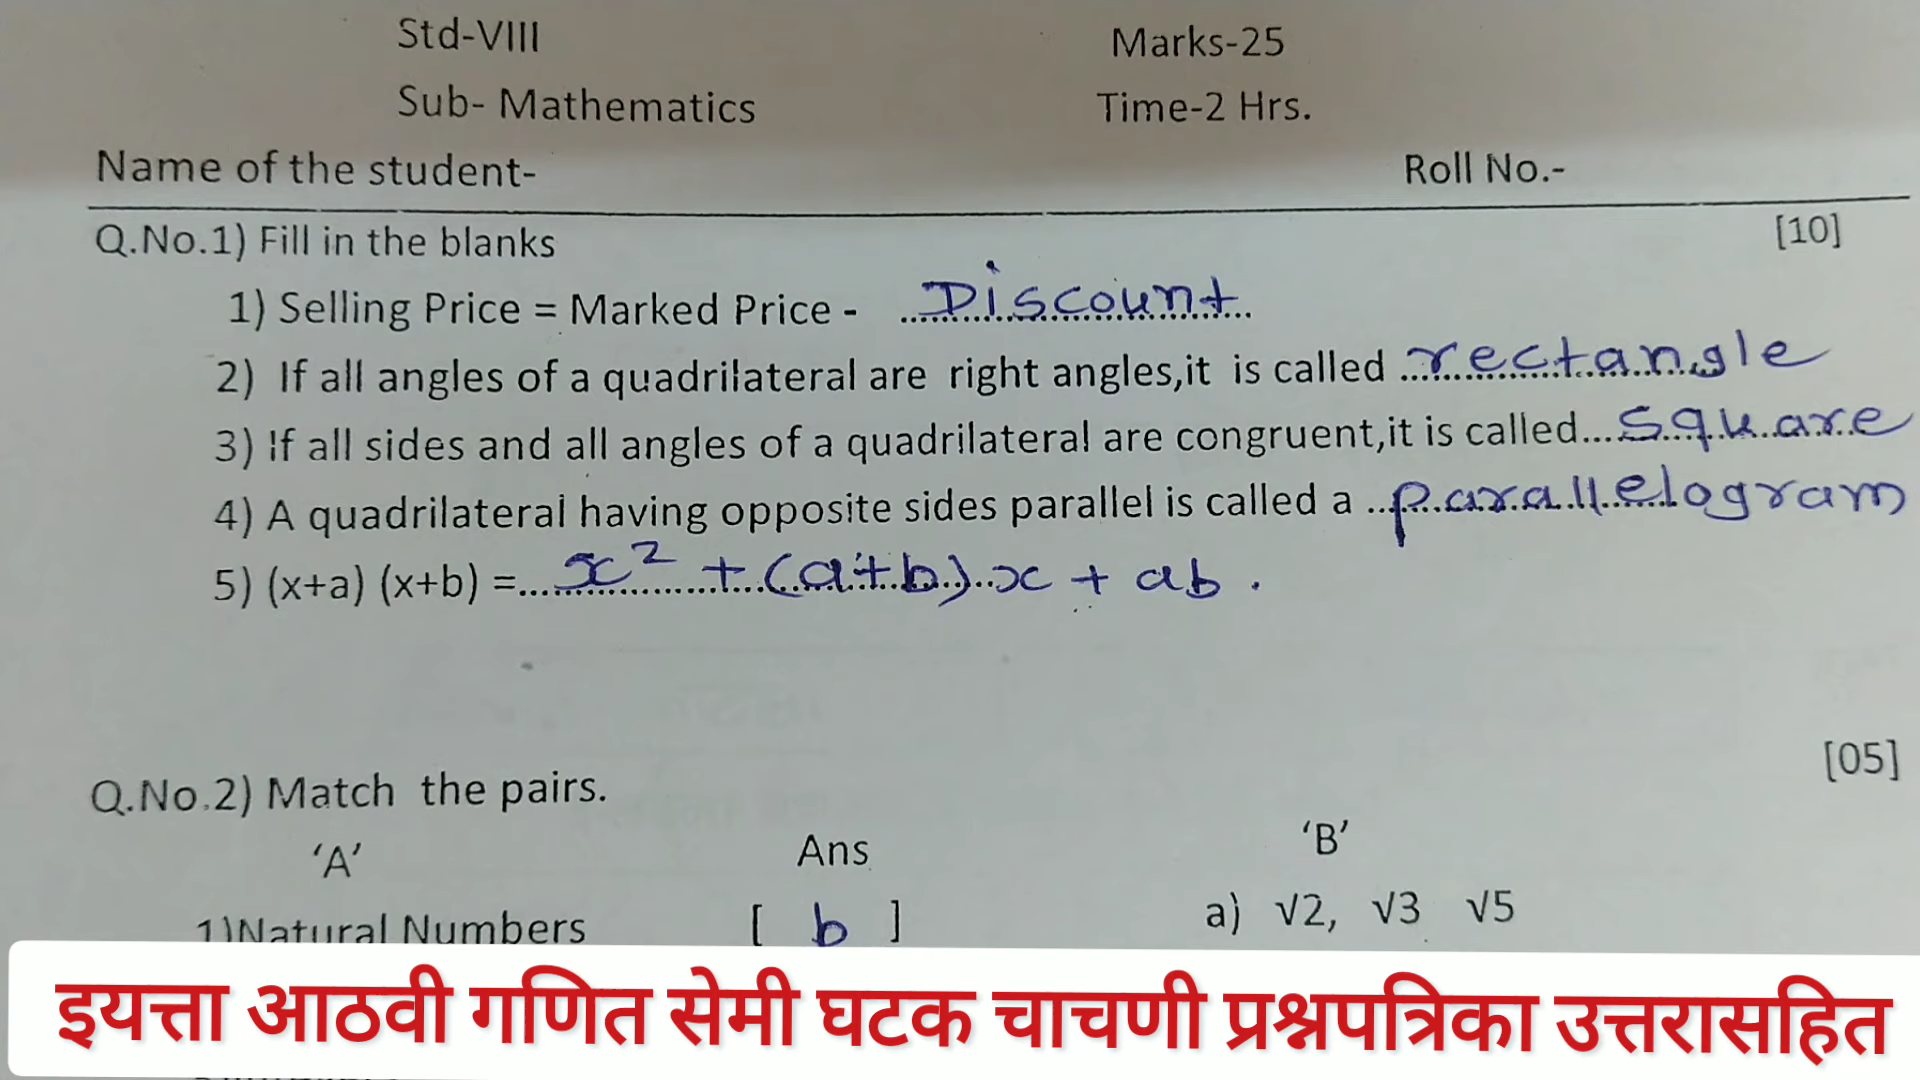 Std-VIII Marks-25
Sub- Mathematics Time-2 Hrs.
Name of the student- Roll No.-
Q.No.1) Fill in the blanks [10]
1) Selling Price = Marked Price - ...Discount...
2) If all angles of a quadrilateral are right angles,it is called ...rectangle
3) If all sides and all angles of a quadrilateral are congruent,it is called...square
4) A quadrilateral having opposite sides parallel is called a ...parallelogram
5) (x+a) (x+b) =...x² + (a+b) x + ab .
Q.No.2) Match the pairs. [05]
‘A’ Ans ‘B’
1)Natural Numbers [ b ] a) √2, √3 √5
इयत्ता आठवी गणित सेमी घटक चाचणी प्रश्नपत्रिका उत्तरासहित